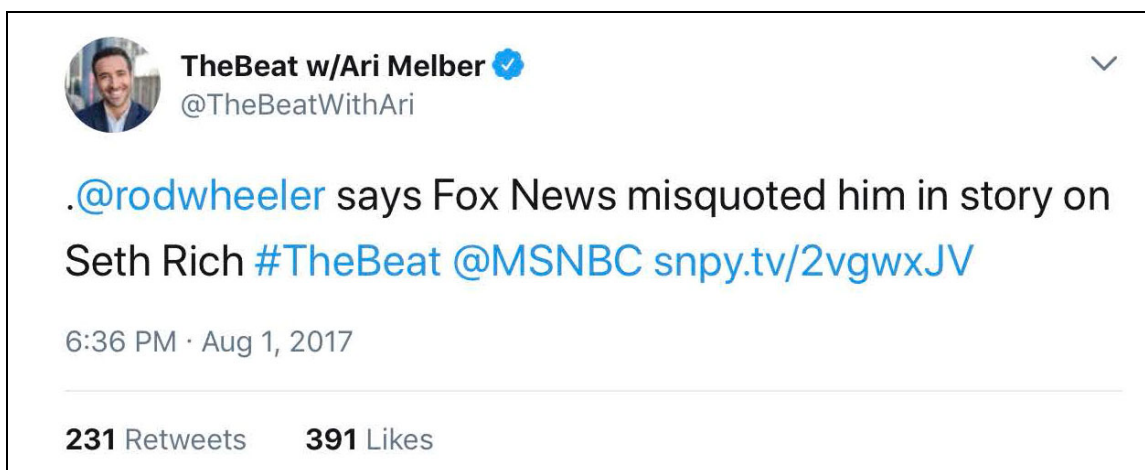 TheBeat w/Ari Melber
@TheBeatWithAri
.@rodwheeler says Fox News misquoted him in story on
Seth Rich #TheBeat @MSNBC snpy.tv/2vgwxJV
6:36 PM · Aug 1, 2017
231 Retweets 391 Likes